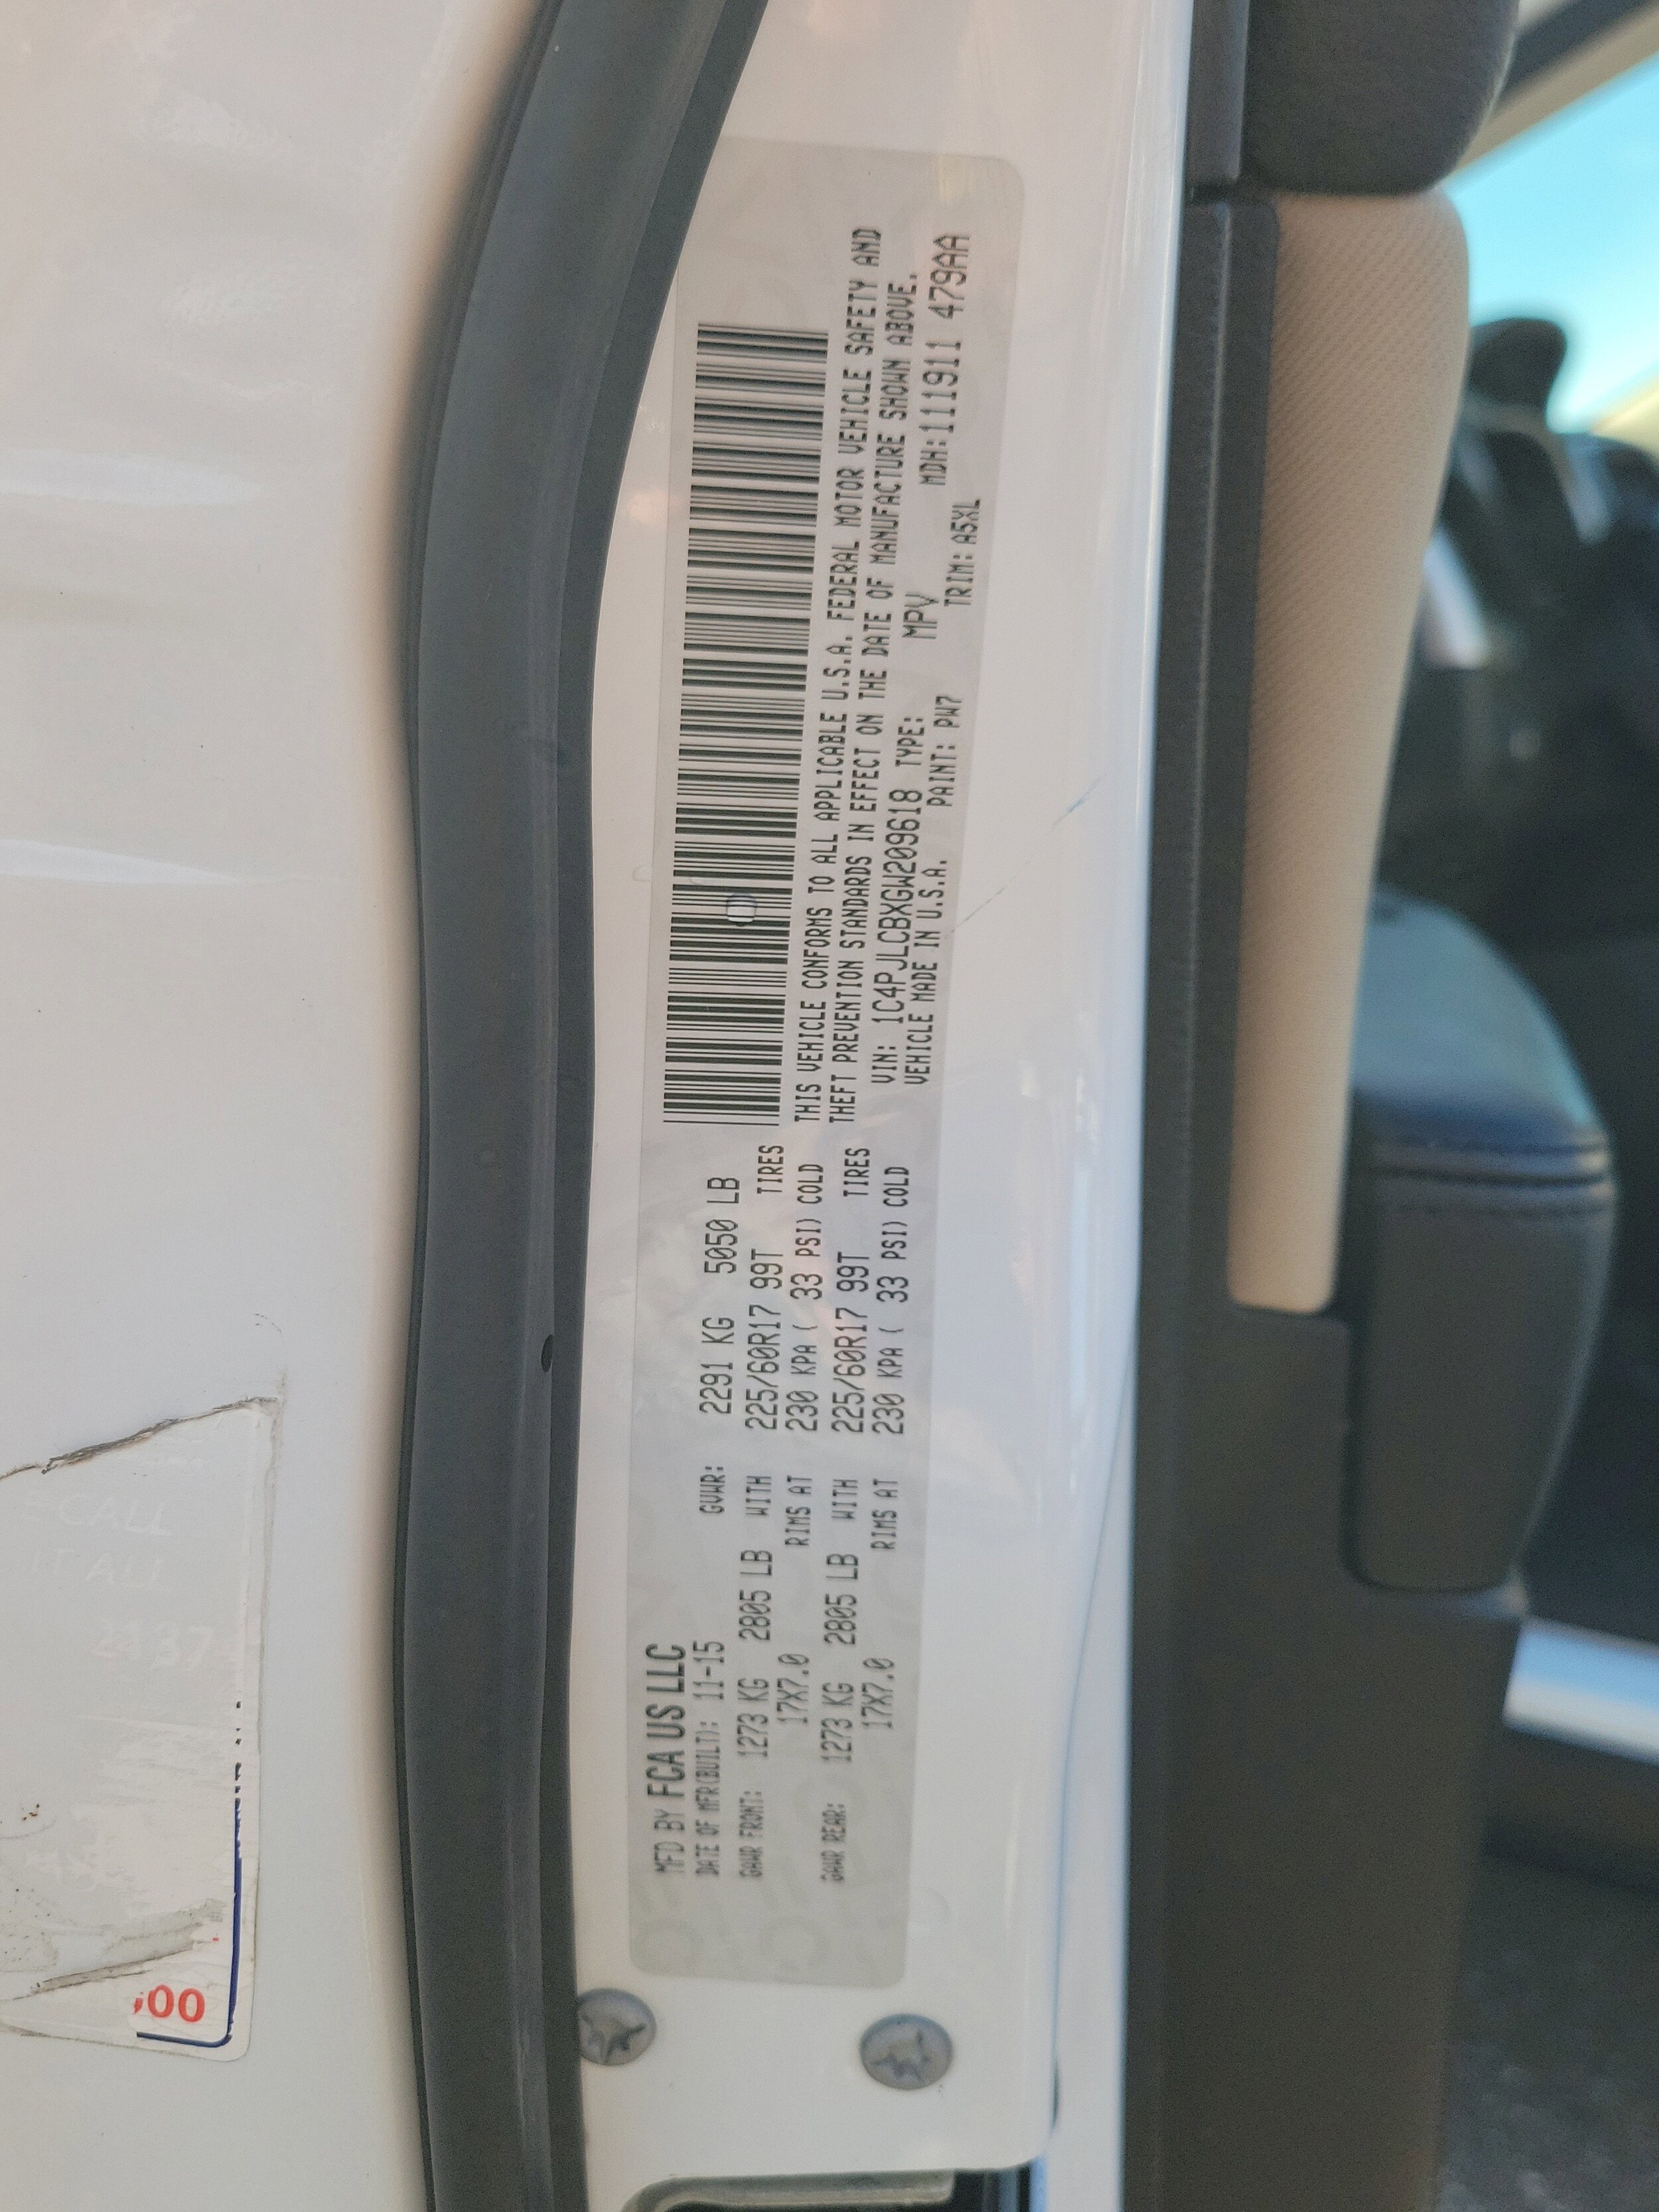 MFD BY FCA US LLC
DATE OF MFR(BUILT): 11-15 GVWR: 2291 KG 5050 LB
GAWR FRONT: 1273 KG 2805 LB WITH 225/60R17 99T TIRES
17X7.0 RIMS AT 230 KPA ( 33 PSI) COLD
GAWR REAR: 1273 KG 2805 LB WITH 225/60R17 99T TIRES
17X7.0 RIMS AT 230 KPA ( 33 PSI) COLD
THIS VEHICLE CONFORMS TO ALL APPLICABLE U.S.A. FEDERAL MOTOR VEHICLE SAFETY AND
THEFT PREVENTION STANDARDS IN EFFECT ON THE DATE OF MANUFACTURE SHOWN ABOVE.
VIN: 1C4PJLCBXGW209618 TYPE: MPV MDH:111911 479AA
VEHICLE MADE IN U.S.A. PAINT: PW7 TRIM: A5XL
00